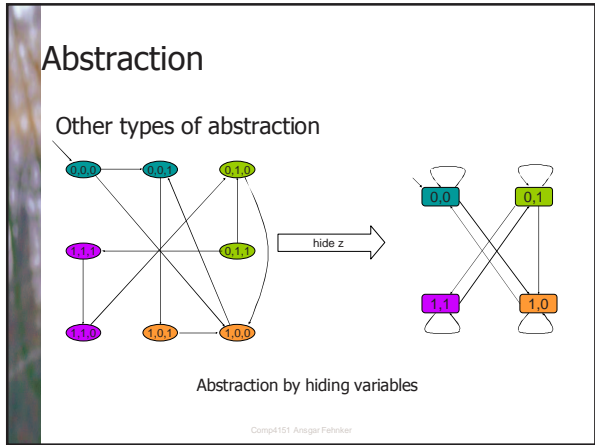 Abstraction
Other types of abstraction
0,0,0
0,0,1
0,1,0
0,0
0,1
1,1,1
0,1,1
hide z
1,1,0
1,0,1
1,0,0
1,1
1,0
Abstraction by hiding variables
Comp4151 Ansgar Fehnker